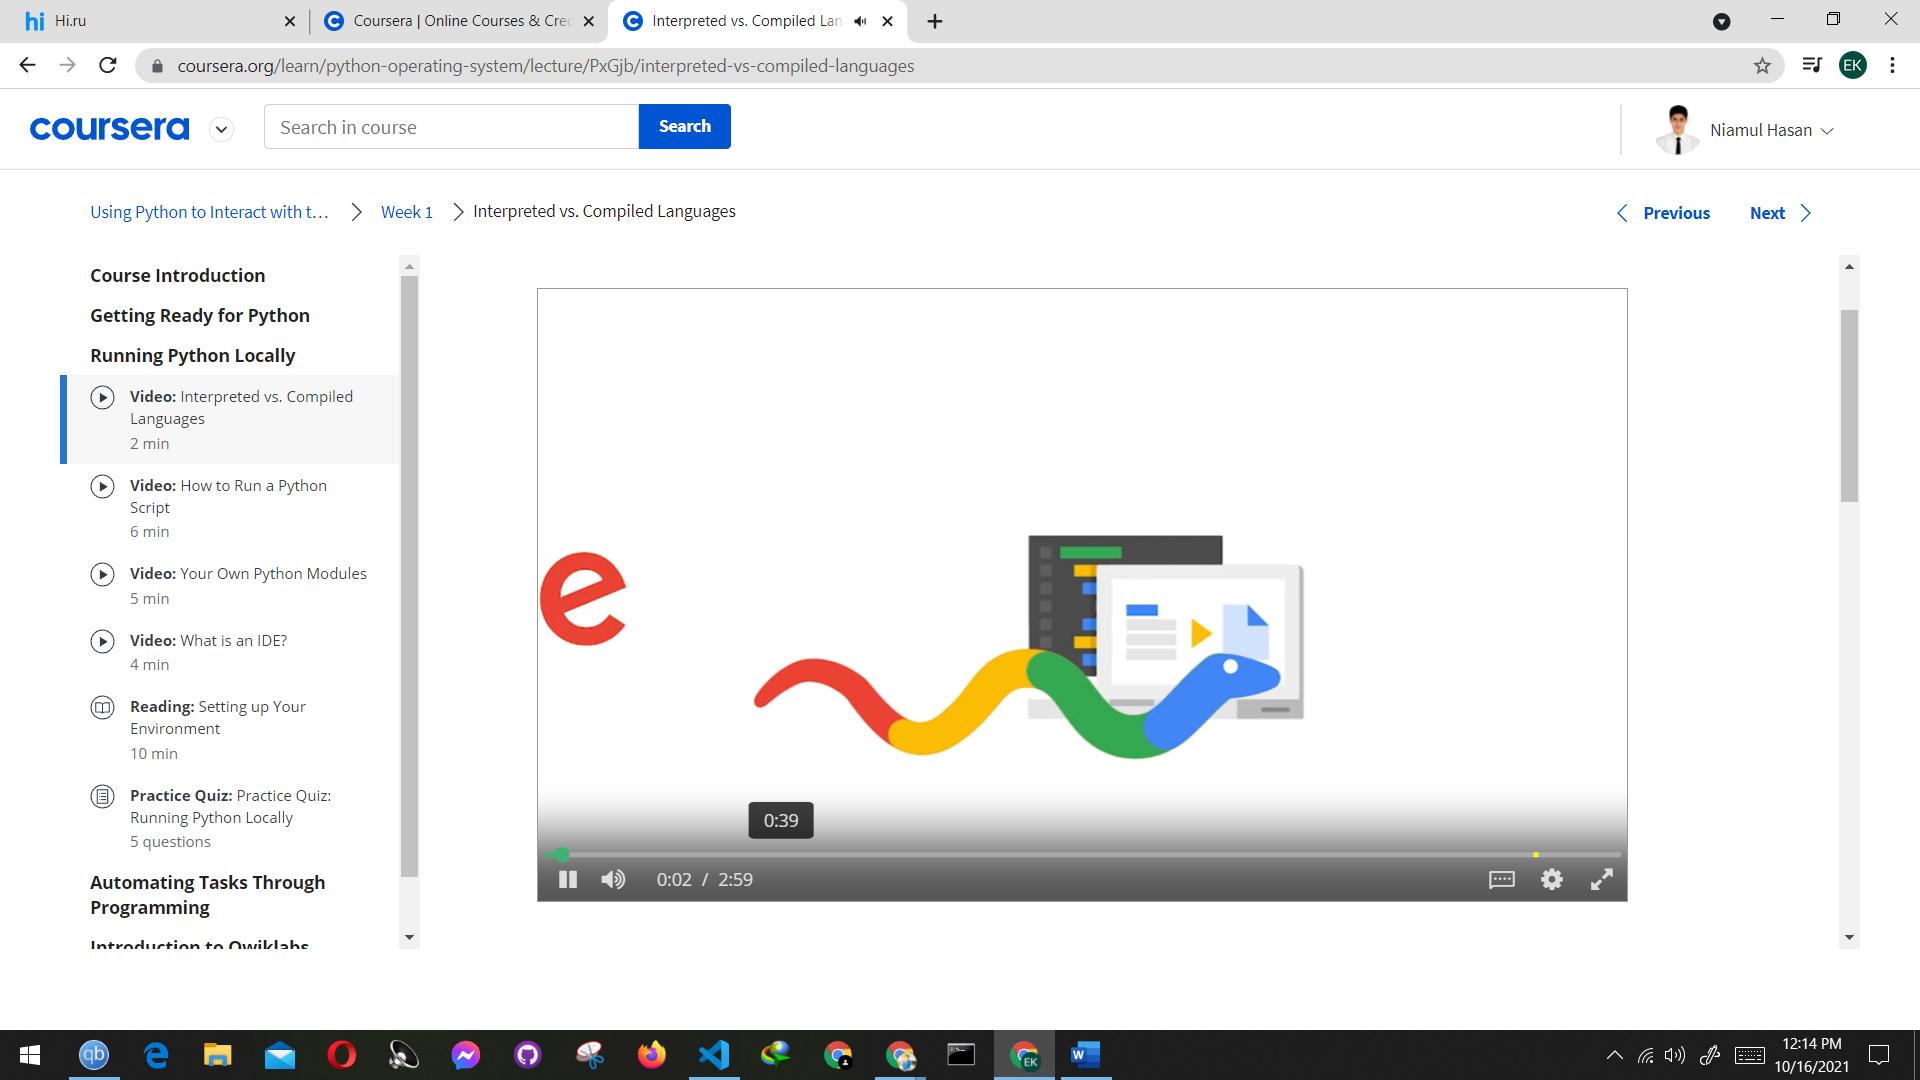 hi Hi.ru
Coursera | Online Courses & Cre
Interpreted vs. Compiled Lan
coursera.org/learn/python-operating-system/lecture/PxGjb/interpreted-vs-compiled-languages
EK
coursera
Search in course
Search
Niamul Hasan
Using Python to Interact with t...
Week 1
Interpreted vs. Compiled Languages
Previous
Next
Course Introduction
Getting Ready for Python
Running Python Locally
Video: Interpreted vs. Compiled
Languages
2 min
Video: How to Run a Python
Script
6 min
Video: Your Own Python Modules
5 min
Video: What is an IDE?
4 min
Reading: Setting up Your
Environment
10 min
Practice Quiz: Practice Quiz:
Running Python Locally
5 questions
Automating Tasks Through
Programming
Introduction to Qwiklabs
e
0:39
0:02 / 2:59
qb
EK
W
12:14 PM
10/16/2021